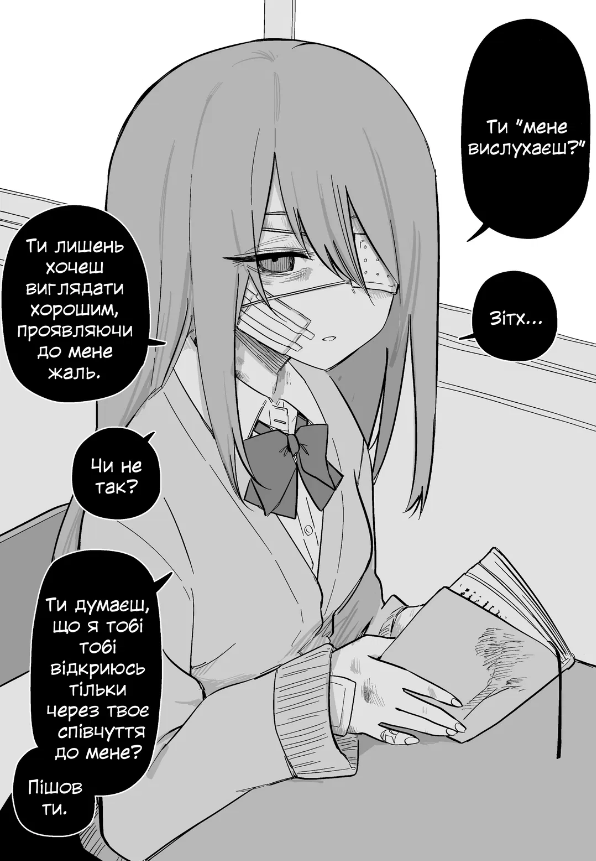 Ти "мене
вислухаєш?"
Зітх...
Ти лишень
хочеш
виглядати
хорошим,
проявляючи
до мене
жаль.
Чи не
так?
Ти думаєш,
що я тобі
тобі
відкриюсь
тільки
через твоє
співчуття
до мене?
Пішов
ти.